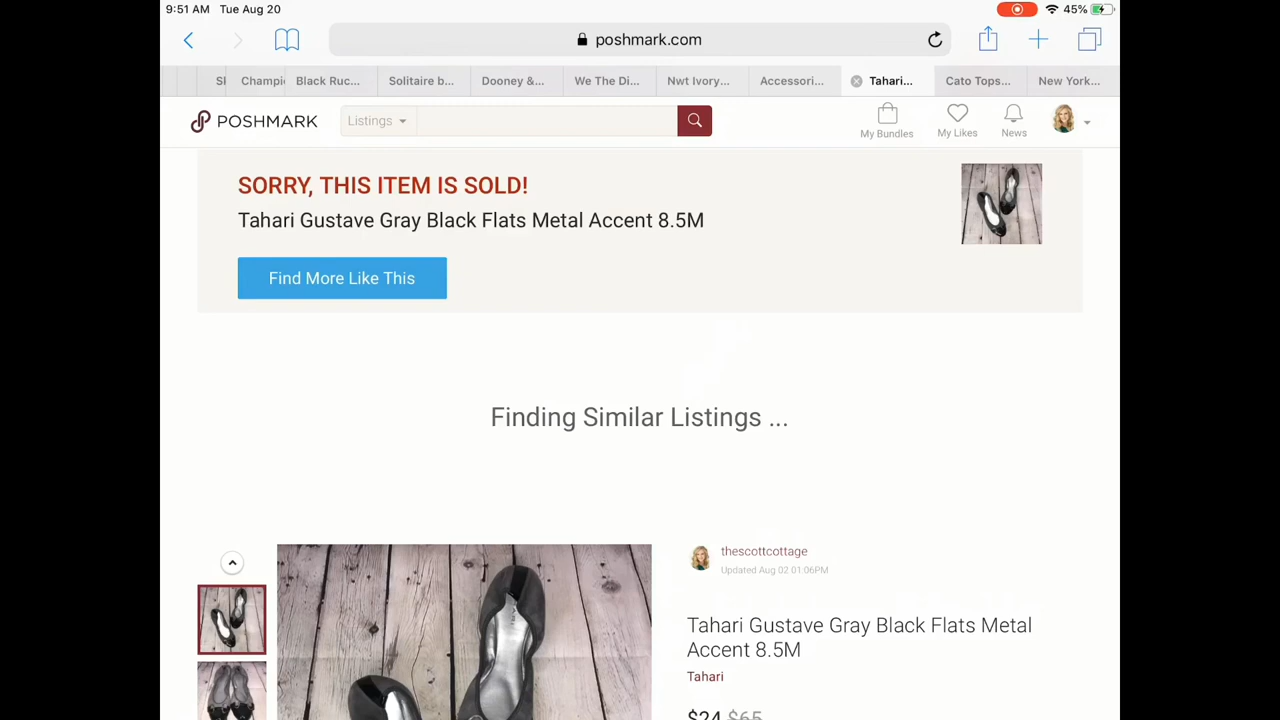 9:51 AM Tue Aug 20
45%
poshmark.com
Sl
Champi
Black Ruc...
Solitaire b...
Dooney &...
We The Di...
Nwt Ivory...
Accessori...
Tahari...
Cato Tops...
New York...
POSHMARK
Listings
My Bundles
My Likes
News
SORRY, THIS ITEM IS SOLD!
Tahari Gustave Gray Black Flats Metal Accent 8.5M
Find More Like This
Finding Similar Listings ...
thescottcottage
Updated Aug 02 01:06PM
Tahari Gustave Gray Black Flats Metal
Accent 8.5M
Tahari
$24 $65